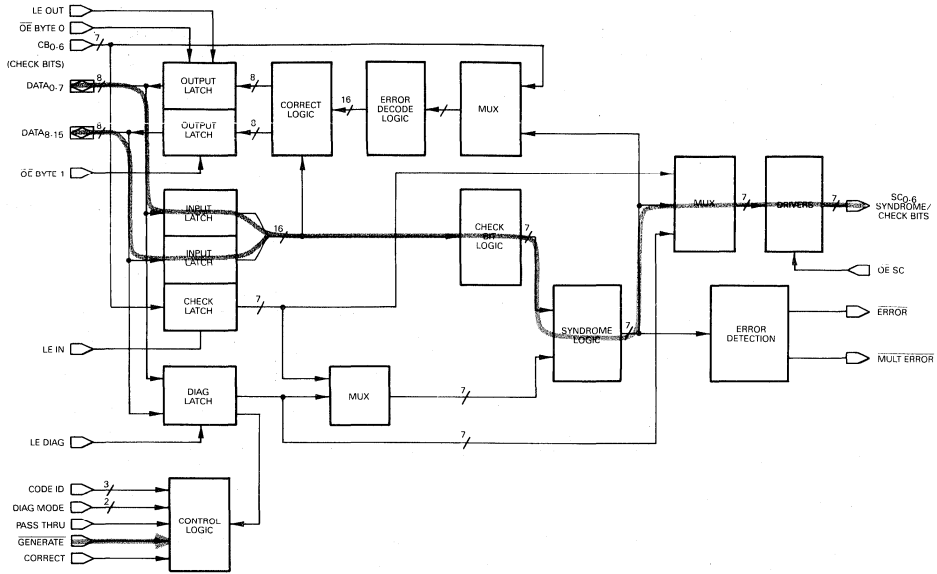 LE OUT
OE BYTE 0
CB0-6
7
(CHECK BITS)
DATA0-7
8
OUTPUT LATCH
8
CORRECT LOGIC
16
ERROR DECODE LOGIC
MUX
DATA8-15
8
OUTPUT LATCH
8
OE BYTE 1
INPUT LATCH
16
CHECK BIT LOGIC
7
INPUT LATCH
MUX
7
DRIVERS
7
SC0-6
SYNDROME/
CHECK BITS
OE SC
CHECK LATCH
7
LE IN
SYNDROME LOGIC
7
ERROR DETECTION
ERROR
MULT ERROR
DIAG LATCH
MUX
7
LE DIAG
7
CODE ID
3
DIAG MODE
2
PASS THRU
CONTROL LOGIC
GENERATE
CORRECT